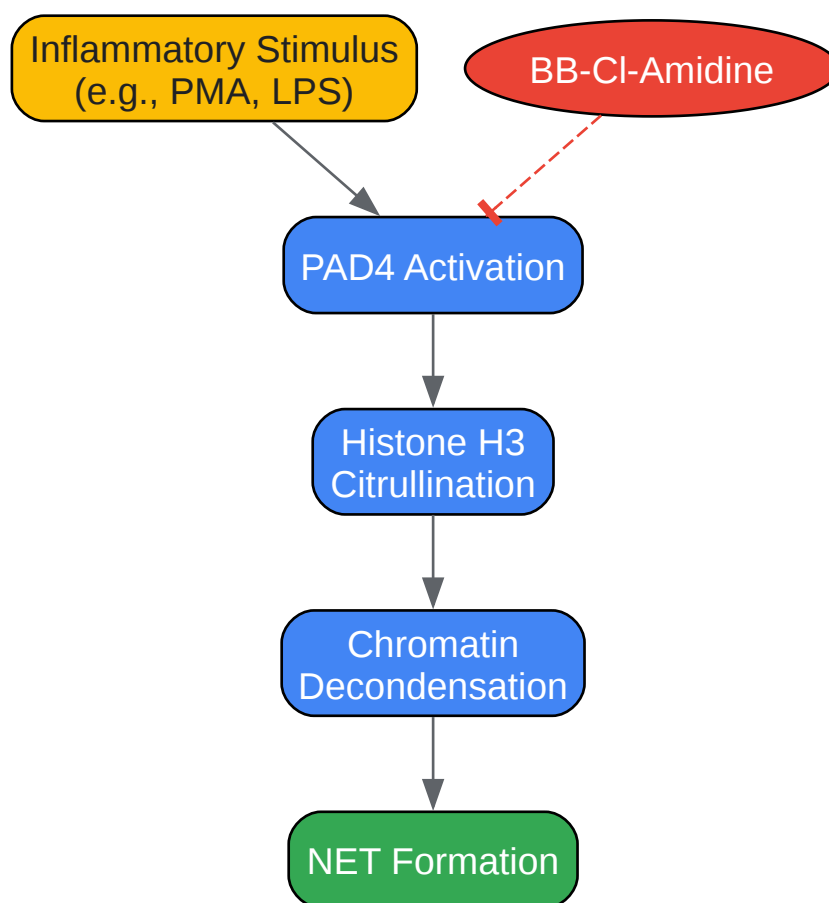 Inflammatory Stimulus
(e.g., PMA, LPS)
BB-Cl-Amidine
PAD4 Activation
Histone H3
Citrullination
Chromatin
Decondensation
NET Formation